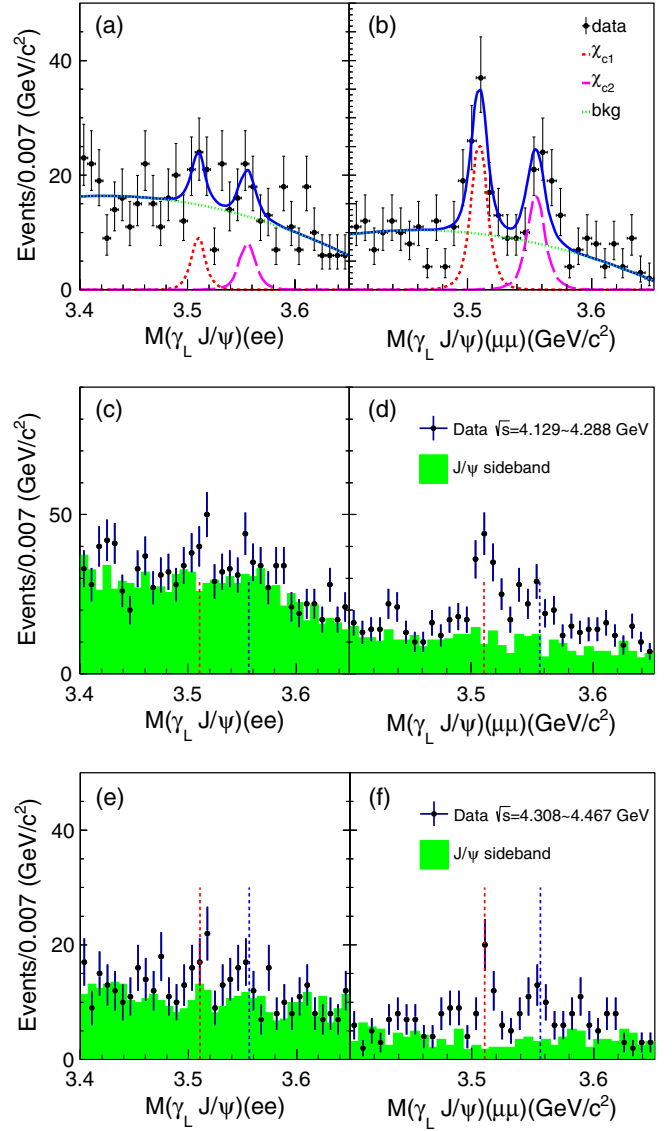 (a)
(b)
data
χc1
χc2
bkg
Events/0.007 (GeV/c²)
40
20
0
3.4
3.5
3.6
3.5
3.6
M(γL J/ψ)(ee)
M(γL J/ψ)(μμ)(GeV/c²)
(c)
(d)
Data √s=4.129~4.288 GeV
J/ψ sideband
Events/0.007 (GeV/c²)
50
0
3.4
3.5
3.6
3.5
3.6
M(γL J/ψ)(ee)
M(γL J/ψ)(μμ)(GeV/c²)
(e)
(f)
Data √s=4.308~4.467 GeV
J/ψ sideband
Events/0.007 (GeV/c²)
40
20
0
3.4
3.5
3.6
3.5
3.6
M(γL J/ψ)(ee)
M(γL J/ψ)(μμ)(GeV/c²)